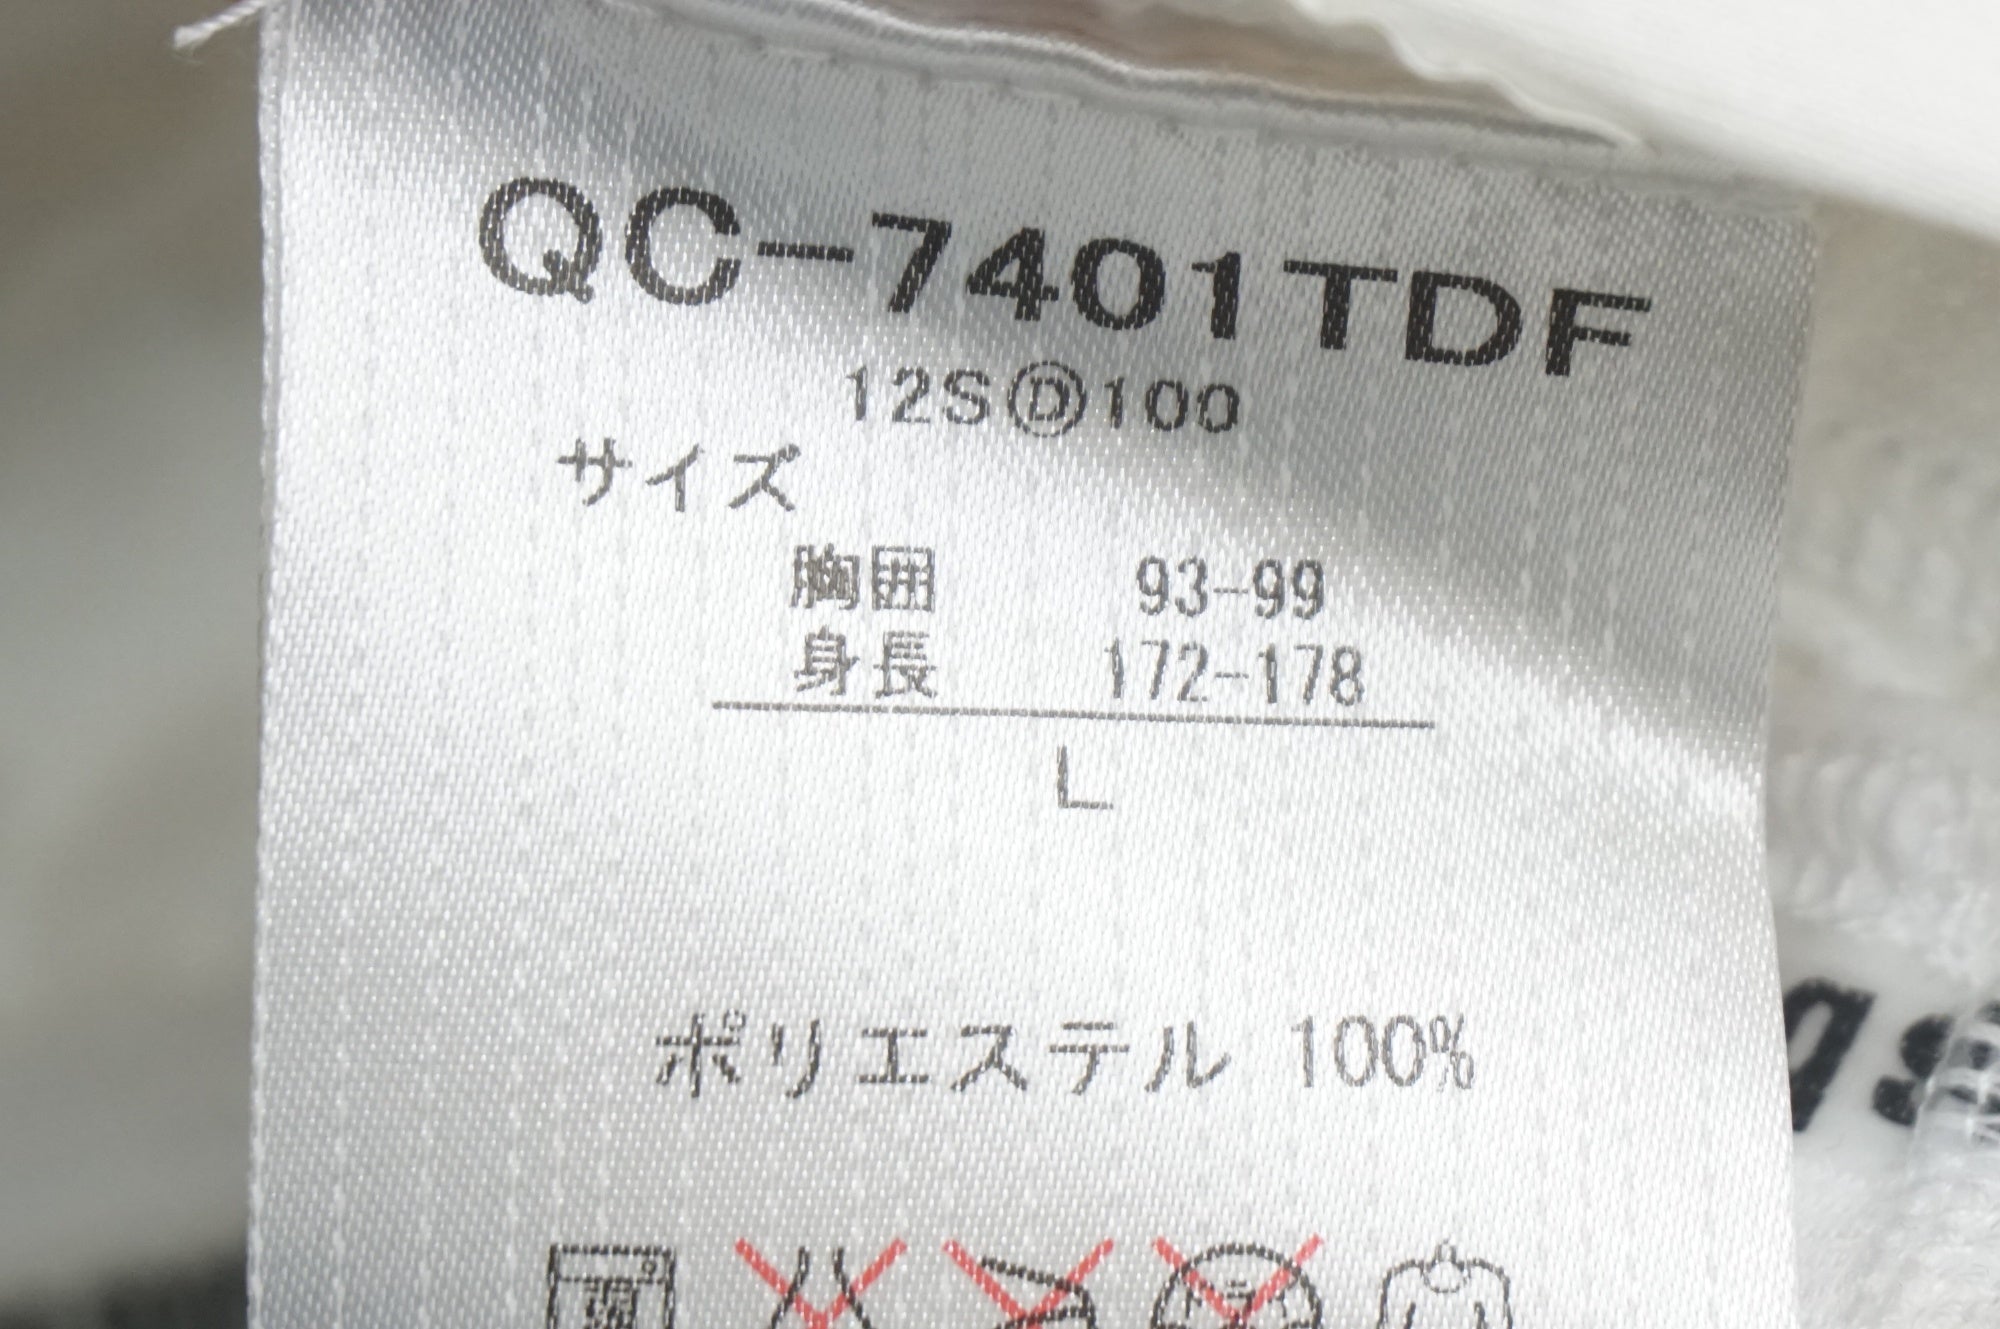 QC-7401TDF
12SⒹ100
サイズ
胸囲 93-99
身長 172-178
L
ポリエステル 100%